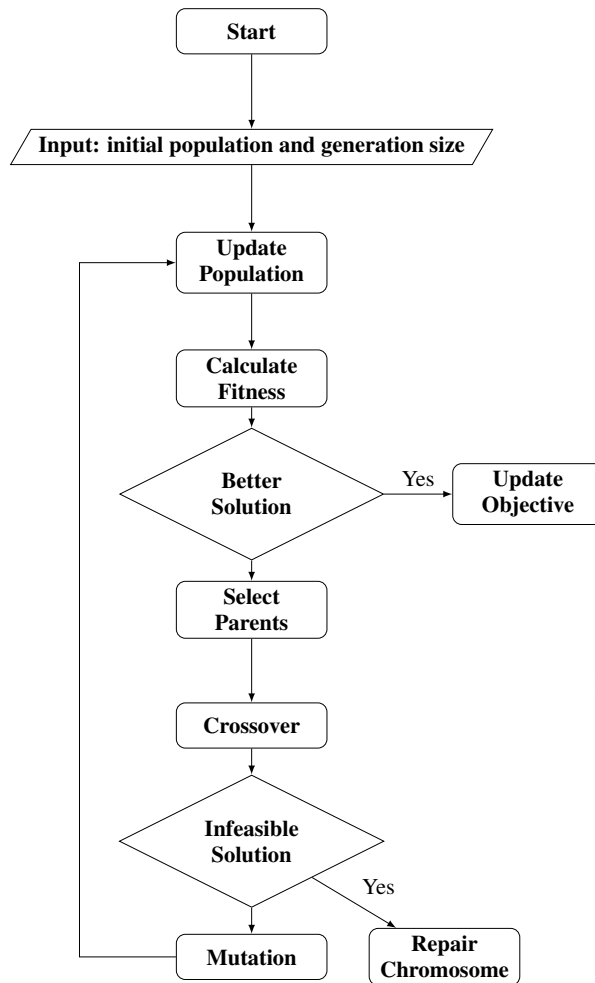 Start
Input: initial population and generation size
Update
Population
Calculate
Fitness
Better
Solution
Yes
Update
Objective
Select
Parents
Crossover
Infeasible
Solution
Yes
Mutation
Repair
Chromosome